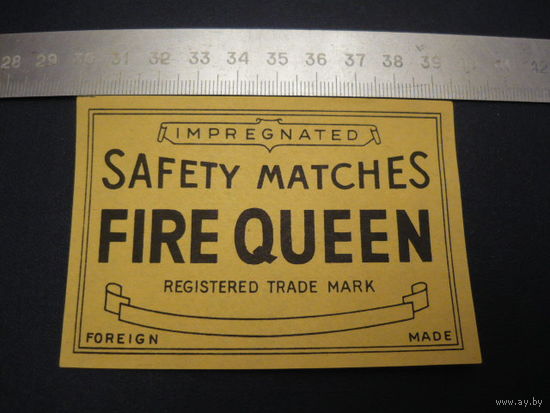 28 29 30 31 32 33 34 35 36 37 38 39 42
IMPREGNATED
SAFETY MATCHES
FIRE QUEEN
REGISTERED TRADE MARK
FOREIGN MADE
www.ay.by